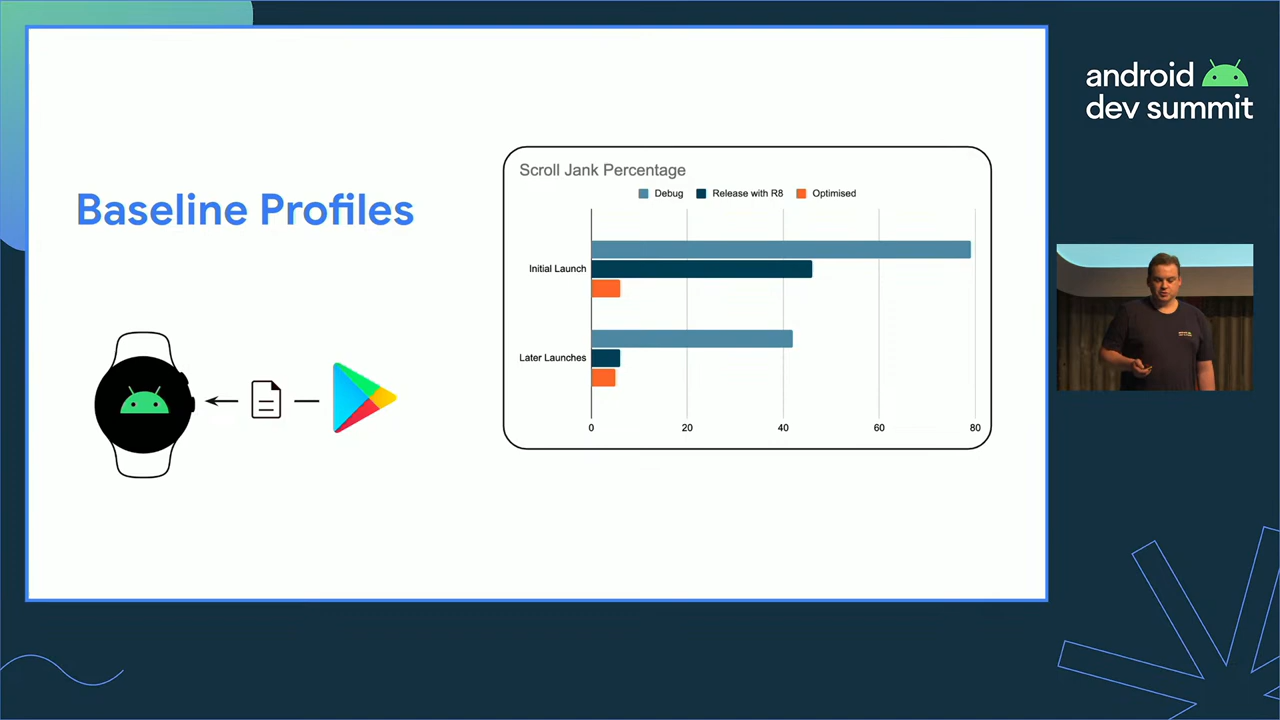 android
dev summit
Baseline Profiles
Scroll Jank Percentage
Debug Release with R8 Optimised
Initial Launch
Later Launches
0 20 40 60 80